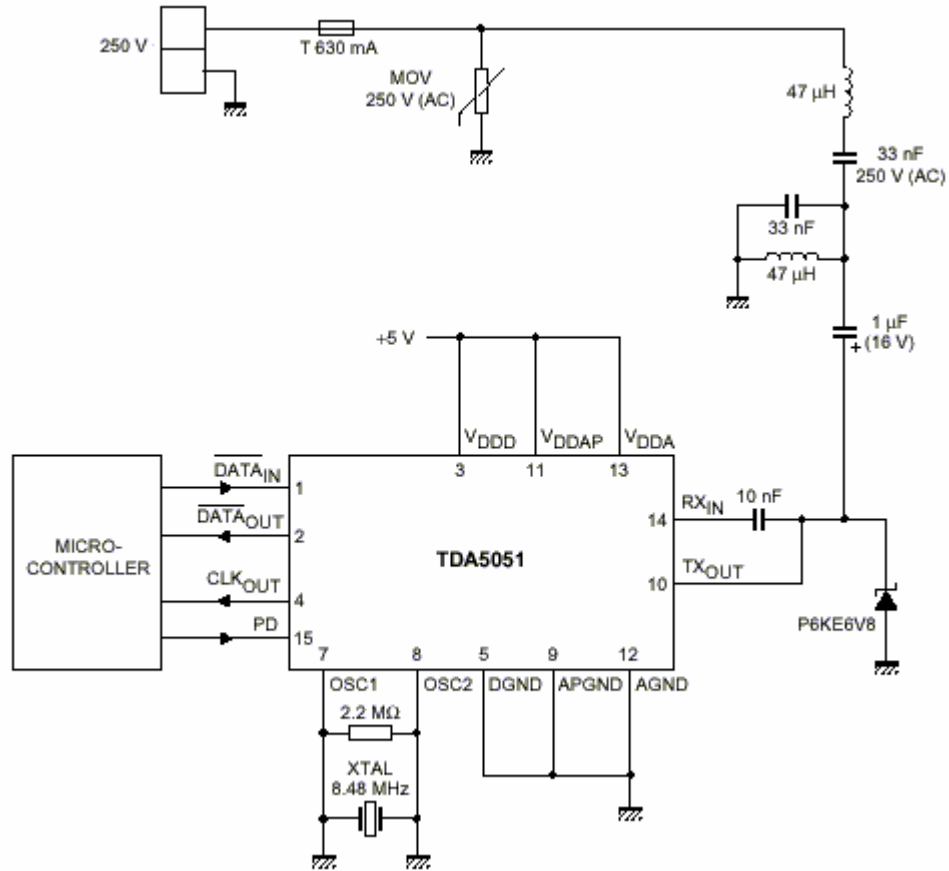 250 V
T 630 mA
MOV
250 V (AC)
47 μH
33 nF
250 V (AC)
33 nF
47 μH
1 μF
+ (16 V)
+5 V
VDDD
VDDAP
VDDA
3
11
13
MICRO-
CONTROLLER
DATAIN
1
DATAOUT
2
CLKOUT
4
PD
15
TDA5051
14
RXIN
10 nF
10
TXOUT
P6KE6V8
7
8
5
9
12
OSC1
OSC2
DGND
APGND
AGND
2.2 MΩ
XTAL
8.48 MHz